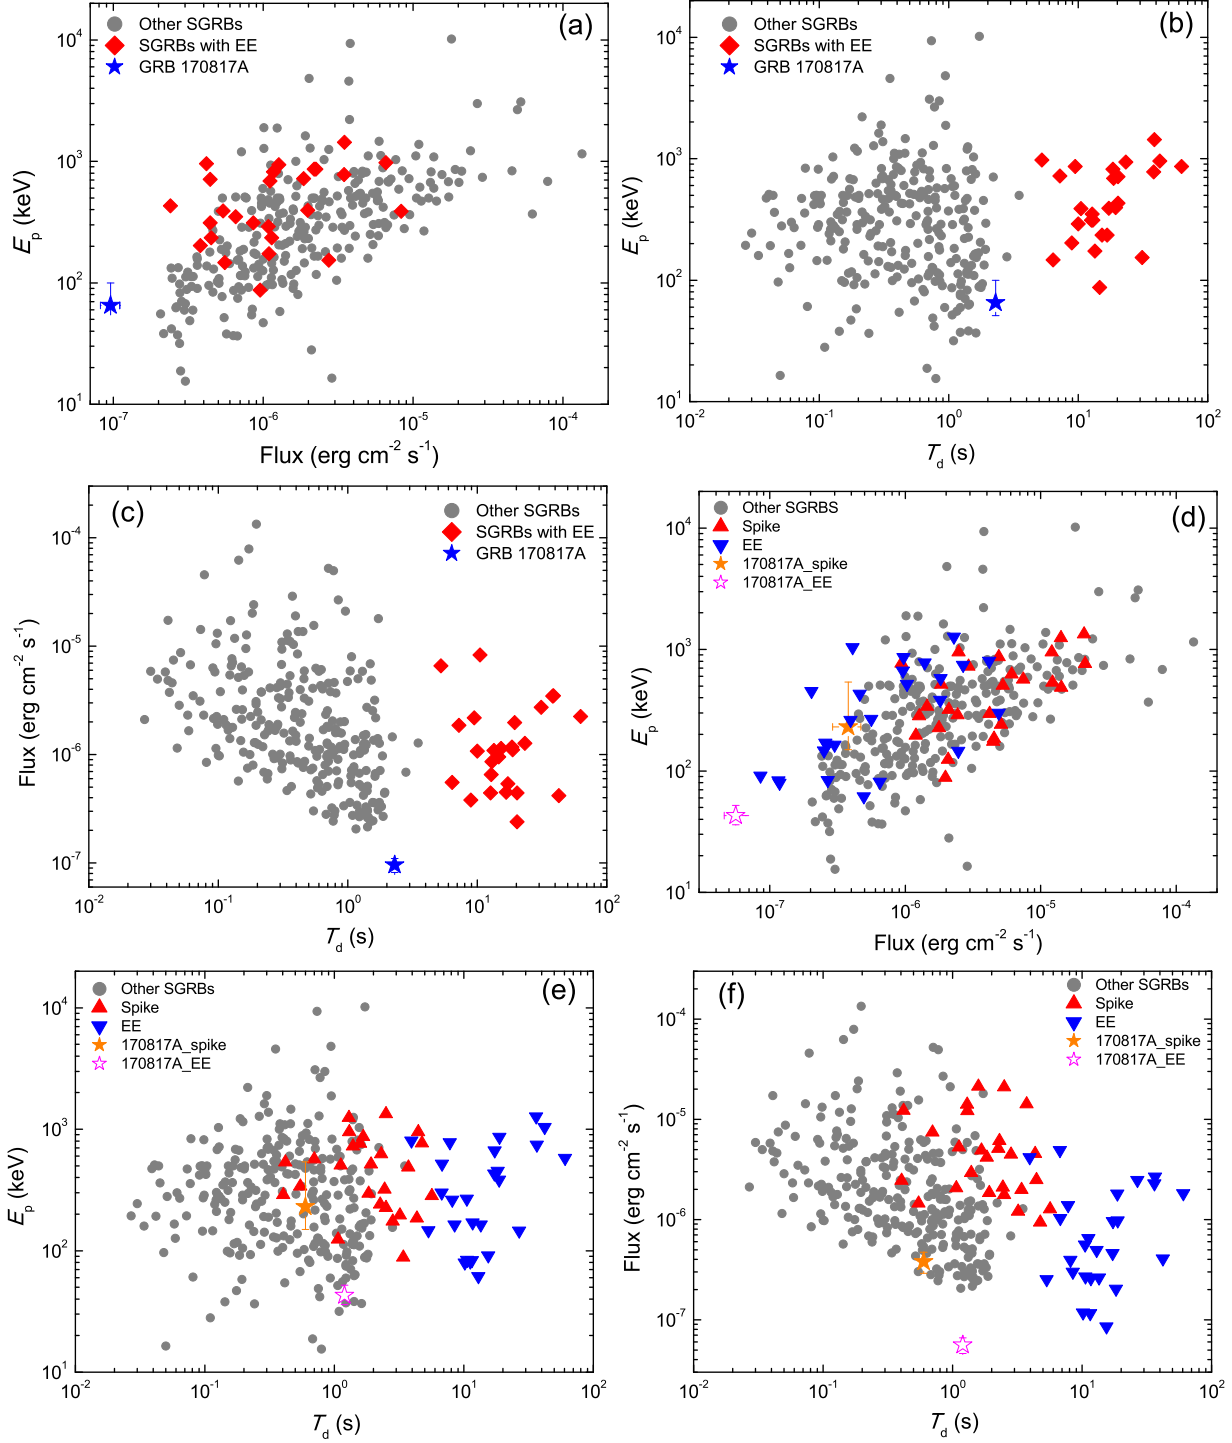 (a)
Other SGRBs
SGRBs with EE
GRB 170817A
10^4
10^3
10^2
10^1
E_p (keV)
10^-7 10^-6 10^-5 10^-4
Flux (erg cm^-2 s^-1)
(b)
Other SGRBs
SGRBs with EE
GRB 170817A
10^4
10^3
10^2
10^1
E_p (keV)
10^-2 10^-1 10^0 10^1 10^2
T_d (s)
(c)
Other SGRBs
SGRBs with EE
GRB 170817A
10^-4
10^-5
10^-6
10^-7
Flux (erg cm^-2 s^-1)
10^-2 10^-1 10^0 10^1 10^2
T_d (s)
(d)
Other SGRBS
Spike
EE
170817A_spike
170817A_EE
10^4
10^3
10^2
10^1
E_p (keV)
10^-7 10^-6 10^-5 10^-4
Flux (erg cm^-2 s^-1)
(e)
Other SGRBs
Spike
EE
170817A_spike
170817A_EE
10^4
10^3
10^2
10^1
E_p (keV)
10^-2 10^-1 10^0 10^1 10^2
T_d (s)
(f)
Other SGRBs
Spike
EE
170817A_spike
170817A_EE
10^-4
10^-5
10^-6
10^-7
Flux (erg cm^-2 s^-1)
10^-2 10^-1 10^0 10^1 10^2
T_d (s)